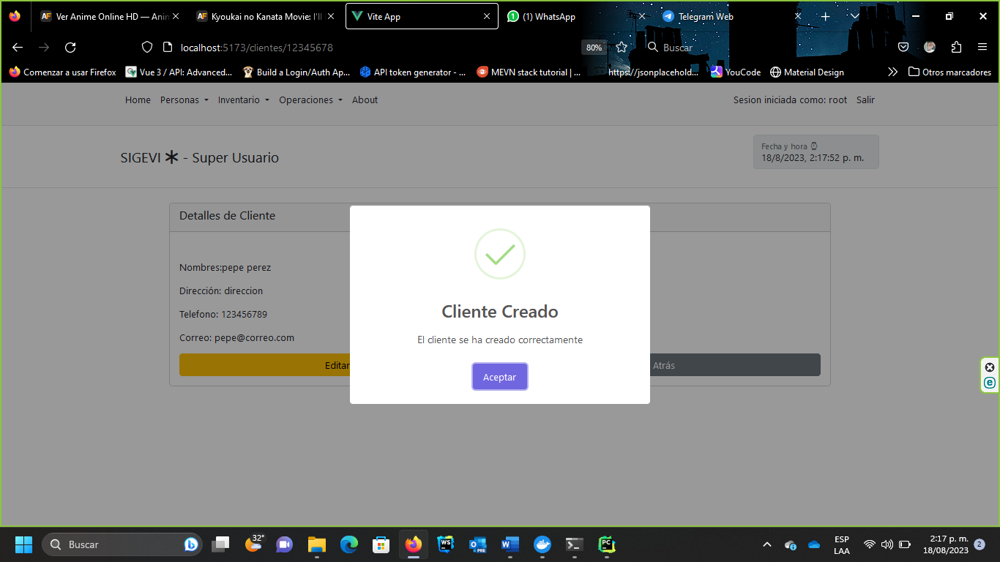 Ver Anime Online HD — Anim
Kyoukai no Kanata Movie: I'll
Vite App
(1) WhatsApp
Telegram Web
localhost:5173/clientes/12345678
80%
Buscar
Comenzar a usar Firefox
Vue 3 / API: Advanced...
Build a Login/Auth Ap...
API token generator - ...
MEVN stack tutorial | ...
https://jsonplacehold...
YouCode
Material Design
Otros marcadores
Home Personas Inventario Operaciones About
Sesion iniciada como: root Salir
SIGEVI - Super Usuario
Fecha y hora
18/8/2023, 2:17:52 p. m.
Detalles de Cliente
Nombres:pepe perez
Dirección: direccion
Telefono: 123456789
Correo: pepe@correo.com
Editar
Atrás
Cliente Creado
El cliente se ha creado correctamente
Aceptar
Buscar
32°
WS
PRE
PC
ESP
LAA
2:17 p. m.
18/08/2023
2